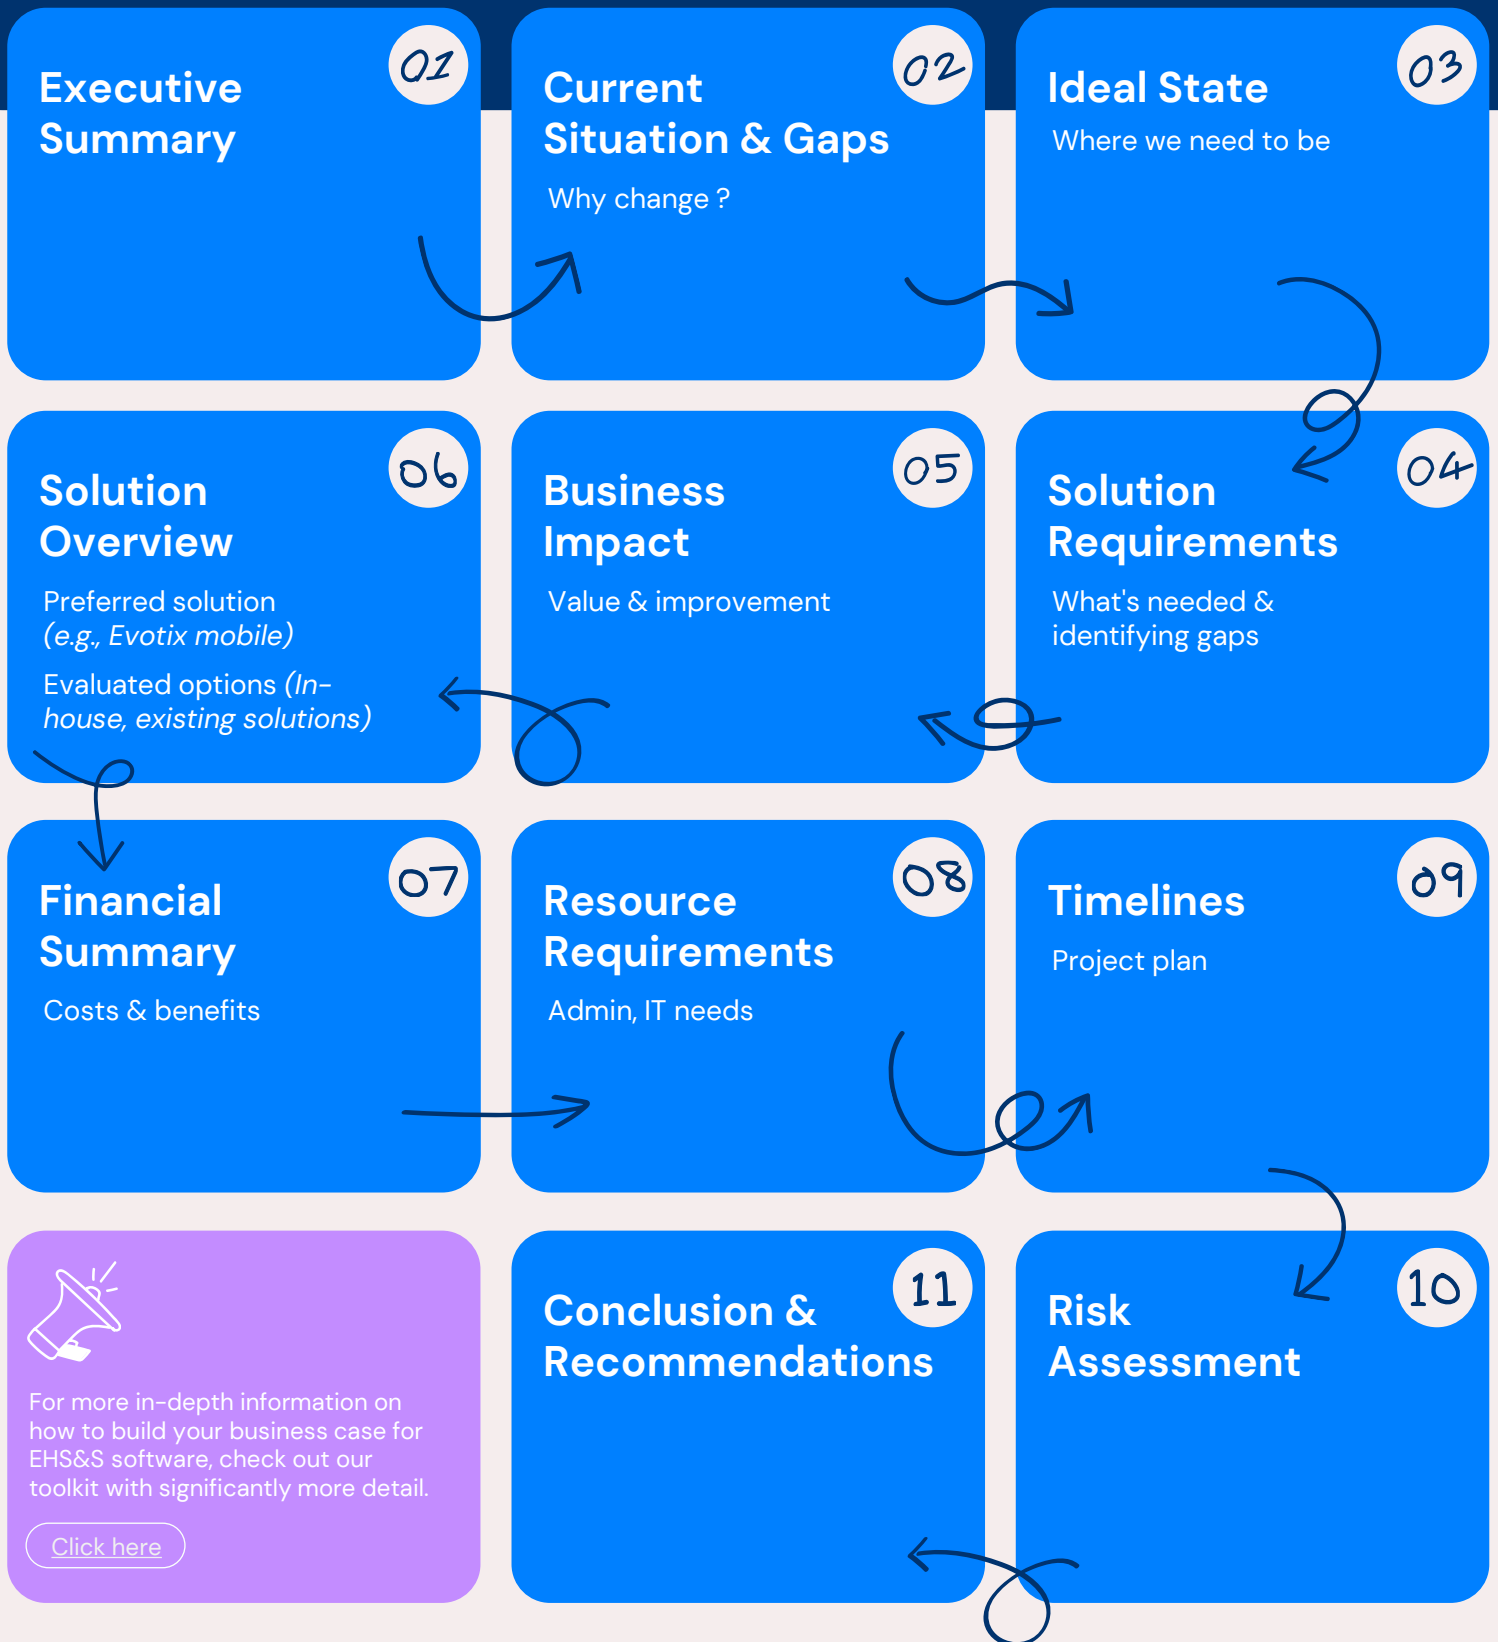 01
Executive
Summary
02
Current
Situation & Gaps
Why change ?
03
Ideal State
Where we need to be
04
Solution
Requirements
What's needed &
identifying gaps
05
Business
Impact
Value & improvement
06
Solution
Overview
Preferred solution
(e.g., Evotix mobile)
Evaluated options (In-
house, existing solutions)
07
Financial
Summary
Costs & benefits
08
Resource
Requirements
Admin, IT needs
09
Timelines
Project plan
10
Risk
Assessment
11
Conclusion &
Recommendations
For more in-depth information on
how to build your business case for
EHS&S software, check out our
toolkit with significantly more detail.
Click here